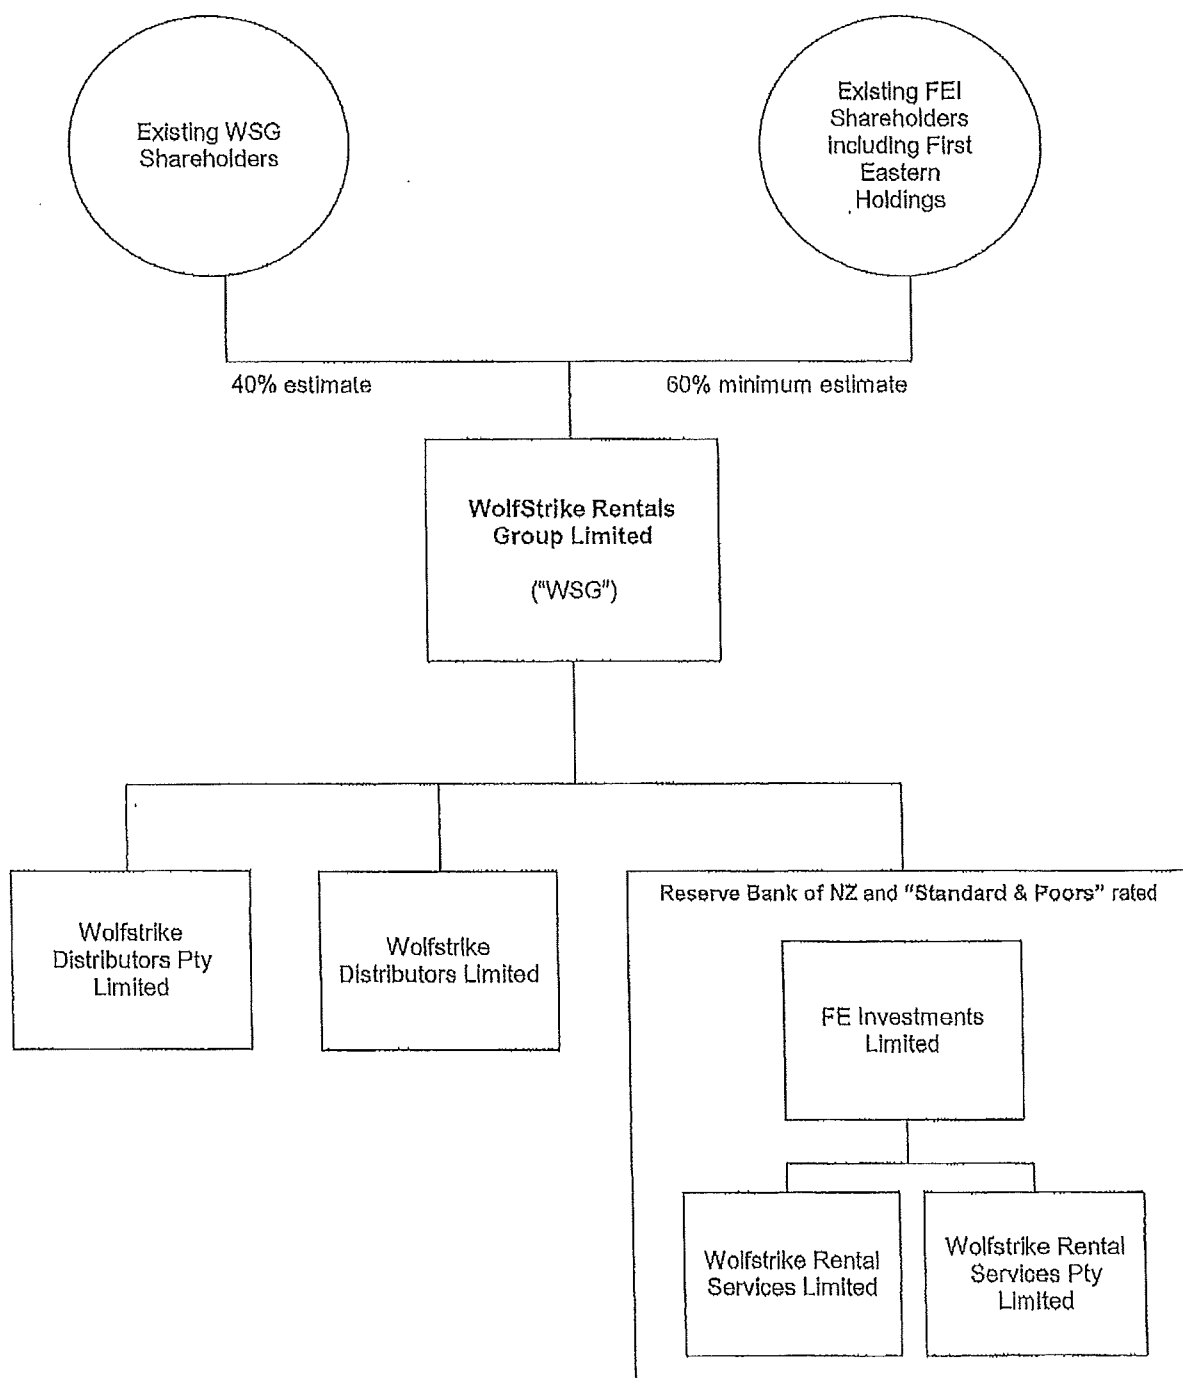 Existing WSG
Shareholders
Existing FEI
Shareholders
including First
Eastern
Holdings
40% estimate
60% minimum estimate
WolfStrike Rentals
Group Limited
("WSG")
Wolfstrike
Distributors Pty
Limited
Wolfstrike
Distributors Limited
Reserve Bank of NZ and "Standard & Poors" rated
FE Investments
Limited
Wolfstrike Rental
Services Limited
Wolfstrike Rental
Services Pty
Limited